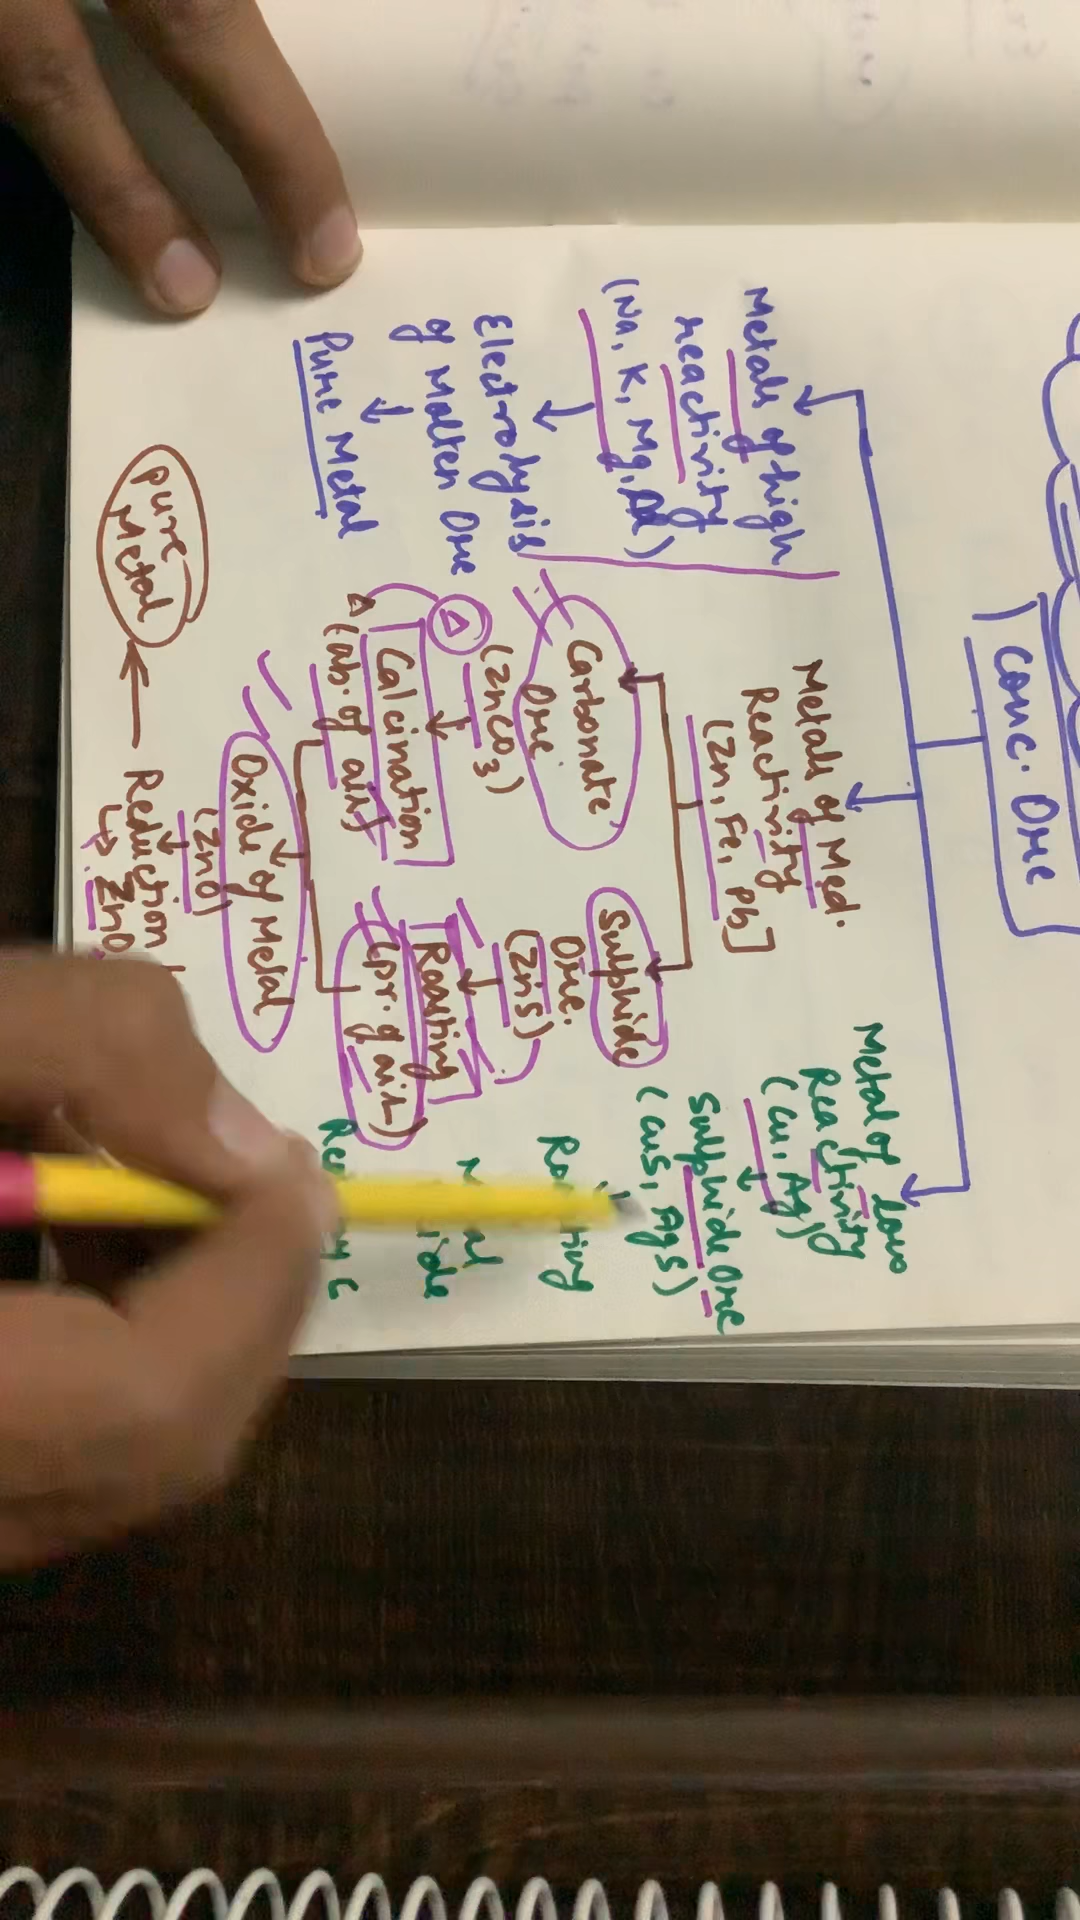 Conc. Ore
Metals of high
reactivity
(Na, K, Mg,
Electrolysis
of Molten Ore
Pure Metal
Metals of Med.
Reactivity
(Zn, Fe, Pb]
Carbonate
Ore
(ZnCO3)
Δ
Calcination
Δ (ab. of air)
Sulphide
Ore.
(ZnS)
Roasting
(pr. of air)
Oxide of Metal
(ZnO)
Reduction
ZnO
Pure
Metal
Metal of low
Reactivity
(Cu, Ag)
Sulphide Ore
(CuS, AgS)